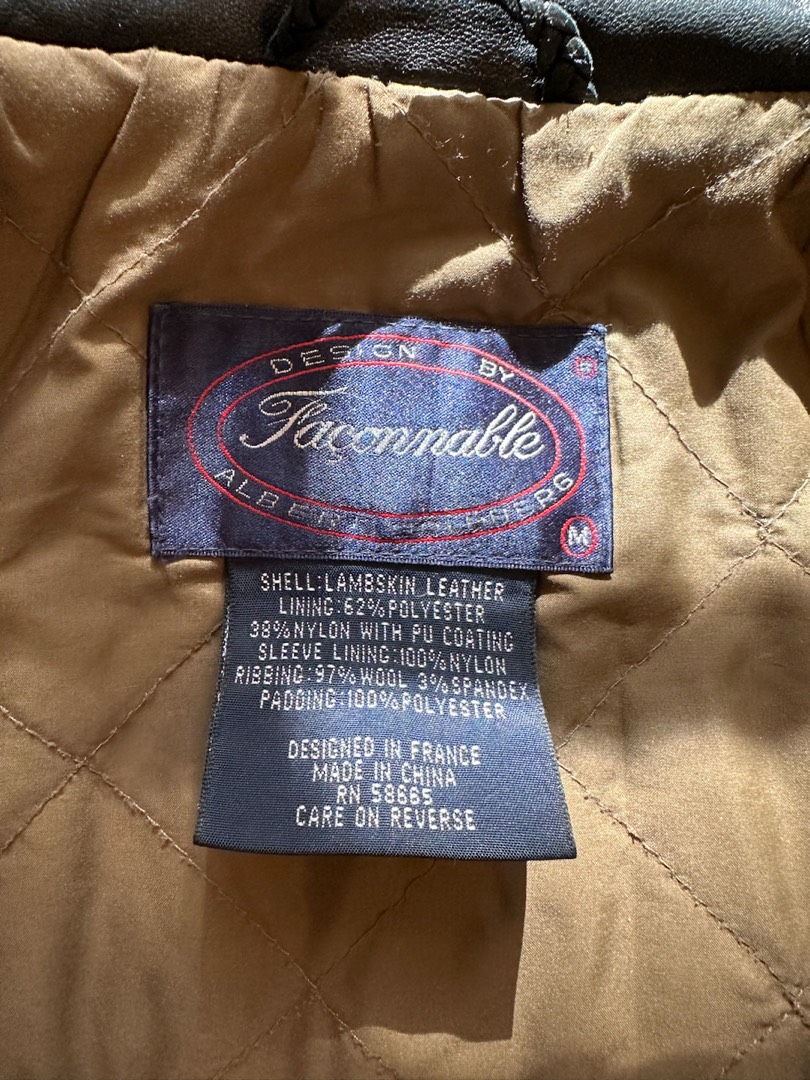 DESIGN BY
Façonnable
ALBERT
M
SHELL:LAMBSKIN LEATHER
LINING:62%POLYESTER
38%NYLON WITH PU COATING
SLEEVE LINING:100%NYLON
RIBBING:97%WOOL 3%SPANDEX
PADDING:100%POLYESTER
DESIGNED IN FRANCE
MADE IN CHINA
RN 58665
CARE ON REVERSE